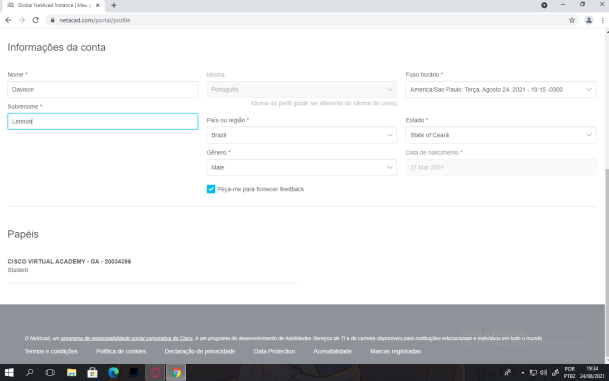 Global NetAcad Instance | Meu p
netacad.com/portal/profile
Informações da conta
Nome *
Idioma
Fuso horário *
Davison
Português
America/Sao Paulo: Terça, Agosto 24, 2021 - 19:15 -0300
Sobrenome *
Idioma do perfil (pode ser diferente do idioma do curso)
Lennon
País ou região *
Estado *
Brazil
State of Ceará
Gênero *
Data de nascimento *
Male
27 Mar 2001
Peça-me para fornecer feedback
Papéis
CISCO VIRTUAL ACADEMY - GA - 20034396
Student
Ativar o Windows
O NetAcad, um programa de responsabilidade social corporativa da Cisco, é um programa de desenvolvimento de habilidades Serviços de TI e de carreira disponíveis para instituições educacionais e indivíduos em todo o mundo.
Termos e condições
Política de cookies
Declaração de privacidade
Data Protection
Acessibilidade
Marcas registradas
POR
19:34
PTB2
24/08/2021